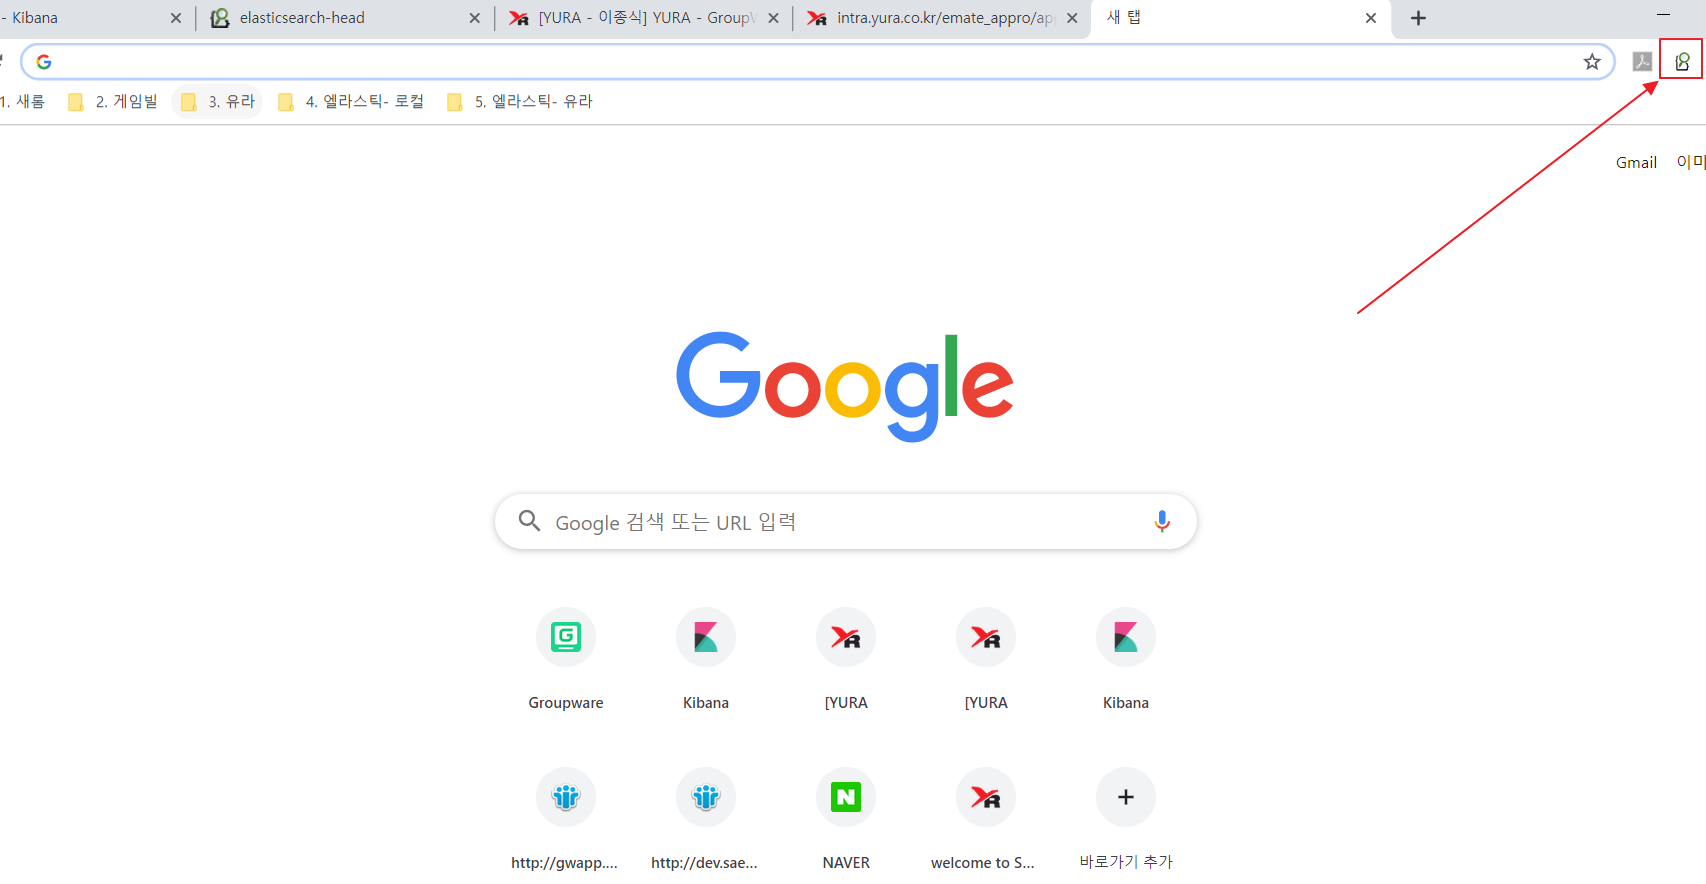 - Kibana
elasticsearch-head
[YURA - 이종식] YURA - Group
intra.yura.co.kr/emate_appro/ap
새 탭
1. 새롬
2. 게임빌
3. 유라
4. 엘라스틱- 로컬
5. 엘라스틱- 유라
Gmail 이미
Google
Google 검색 또는 URL 입력
Groupware
Kibana
[YURA
[YURA
Kibana
http://gwapp....
http://dev.sae...
NAVER
welcome to S...
바로가기 추가